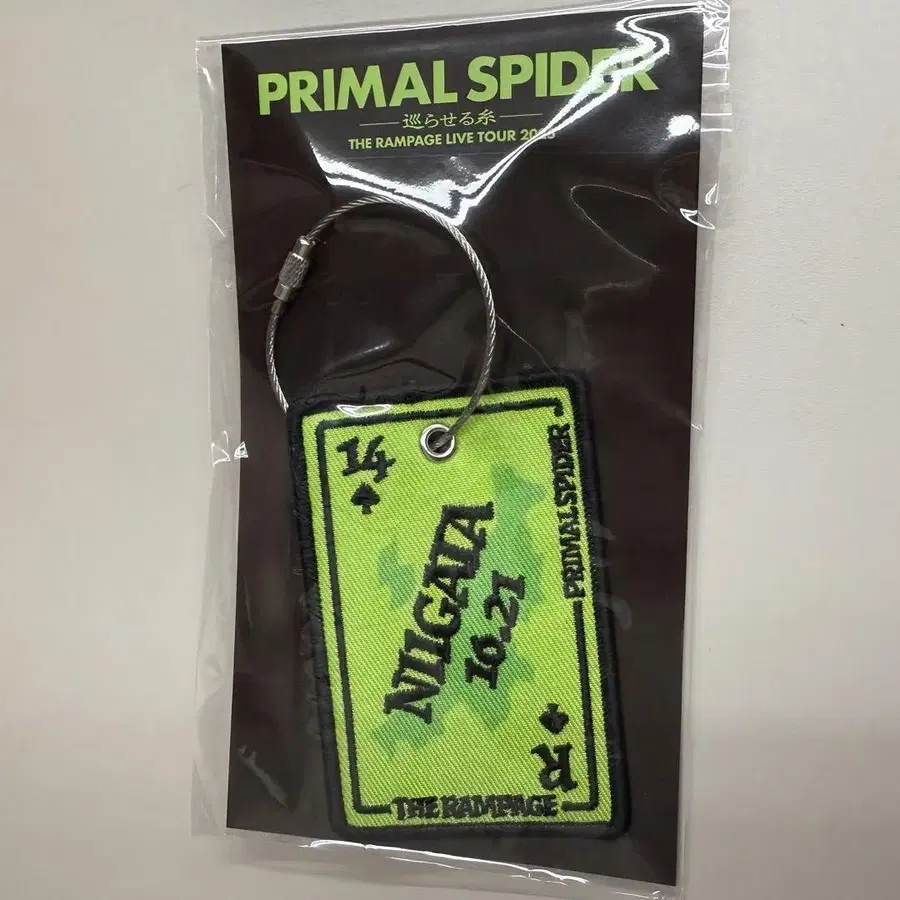 PRIMAL SPIDER
巡らせる糸
THE RAMPAGE LIVE TOUR 2025
14
PRIMAL SPIDER
NIIGATA
10.21
R
THE RAMPAGE